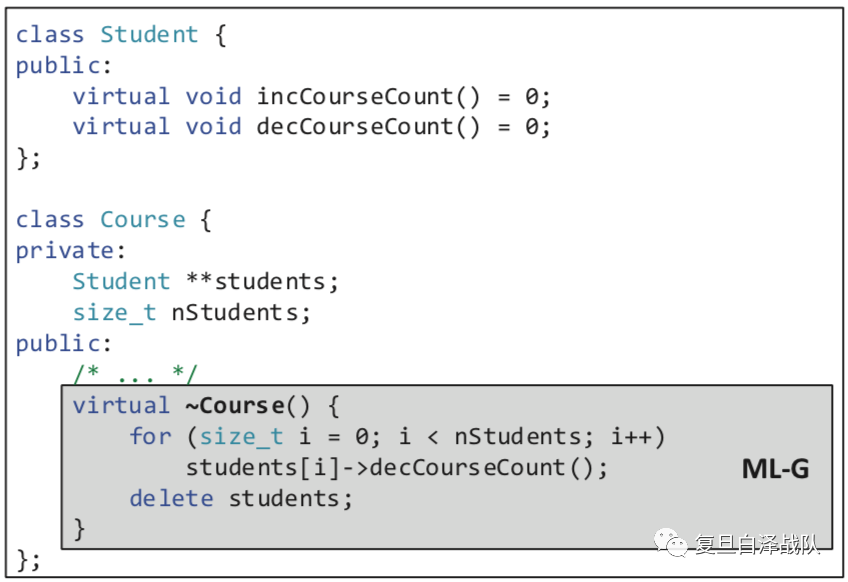 class Student {
public:
    virtual void incCourseCount() = 0;
    virtual void decCourseCount() = 0;
};

class Course {
private:
    Student **students;
    size_t nStudents;
public:
    /* ... */
    virtual ~Course() {
        for (size_t i = 0; i < nStudents; i++)
            students[i]->decCourseCount();
        delete students;
    }
};
ML-G
复旦白泽战队